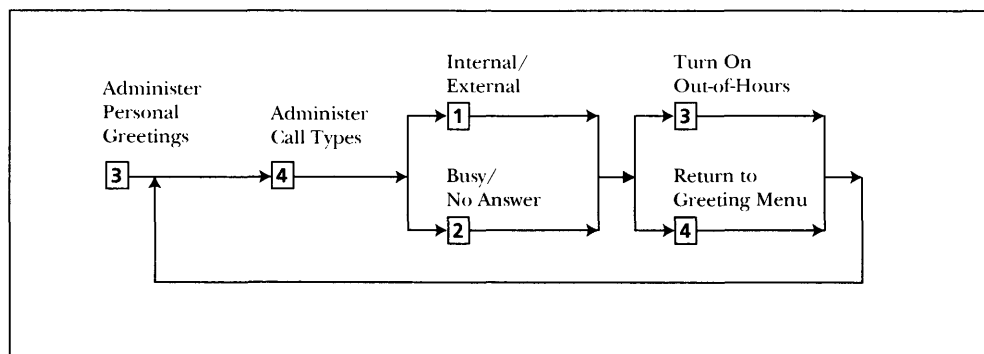 Administer
Personal
Greetings
3
Administer
Call Types
4
Internal/
External
1
Busy/
No Answer
2
Turn On
Out-of-Hours
3
Return to
Greeting Menu
4